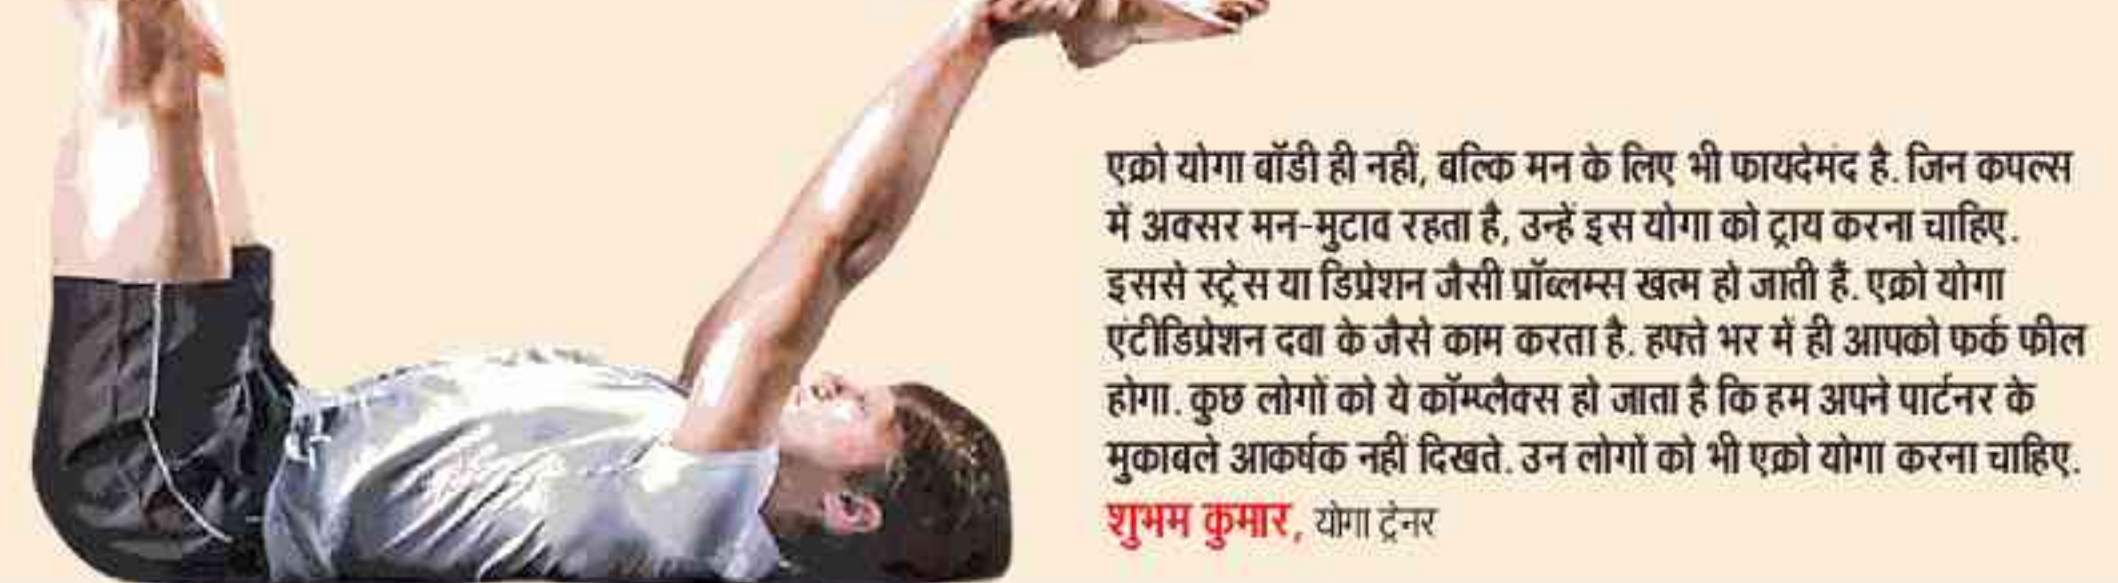 एक्रो योगा बॉडी ही नहीं, बल्कि मन के लिए भी फायदेमंद है. जिन कपल्स
में अक्सर मन-मुटाव रहता है, उन्हें इस योगा को ट्राय करना चाहिए.
इससे स्ट्रेस या डिप्रेशन जैसी प्रॉब्लम्स खत्म हो जाती हैं. एक्रो योगा
एंटीडिप्रेशन दवा के जैसे काम करता है. हफ्ते भर में ही आपको फर्क फील
होगा. कुछ लोगों को ये कॉम्प्लैक्स हो जाता है कि हम अपने पार्टनर के
मुकाबले आकर्षक नहीं दिखते. उन लोगों को भी एक्रो योगा करना चाहिए.
शुभम कुमार, योगा ट्रेनर